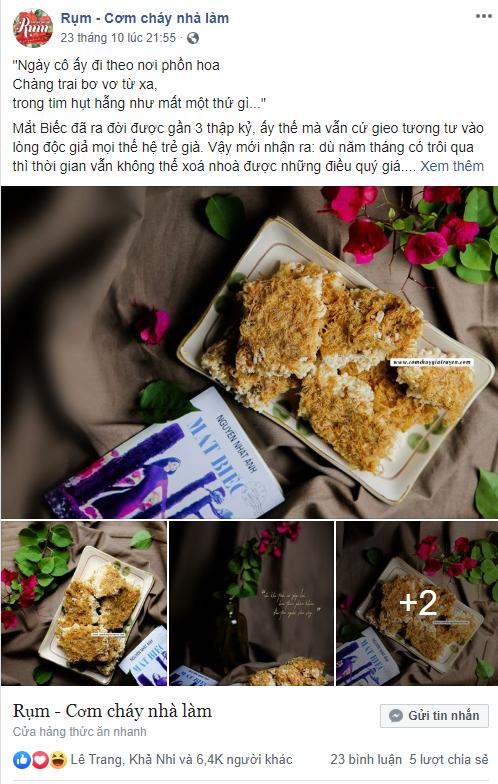 Rụm
Rụm - Cơm cháy nhà làm
23 tháng 10 lúc 21:55 ·
"Ngày cô ấy đi theo nơi phồn hoa
Chàng trai bơ vơ từ xa,
trong tim hụt hẫng như mất một thứ gì..."
Mắt Biếc đã ra đời được gần 3 thập kỷ, ấy thế mà vẫn cứ gieo tương tư vào
lòng độc giả mọi thế hệ trẻ già. Vậy mới nhận ra: dù năm tháng có trôi qua
thì thời gian vẫn không thể xoá nhoà được những điều quý giá.... Xem thêm
www.comchaygiatruyen.com
NGUYỄN NHẬT ÁNH
MẮT BIẾC
MẮT BIẾC
+2
MẮT BIẾC
Rụm - Cơm cháy nhà làm
Gửi tin nhắn
Cửa hàng thức ăn nhanh
Lê Trang, Khả Nhi và 6,4K người khác
23 bình luận 5 lượt chia sẻ